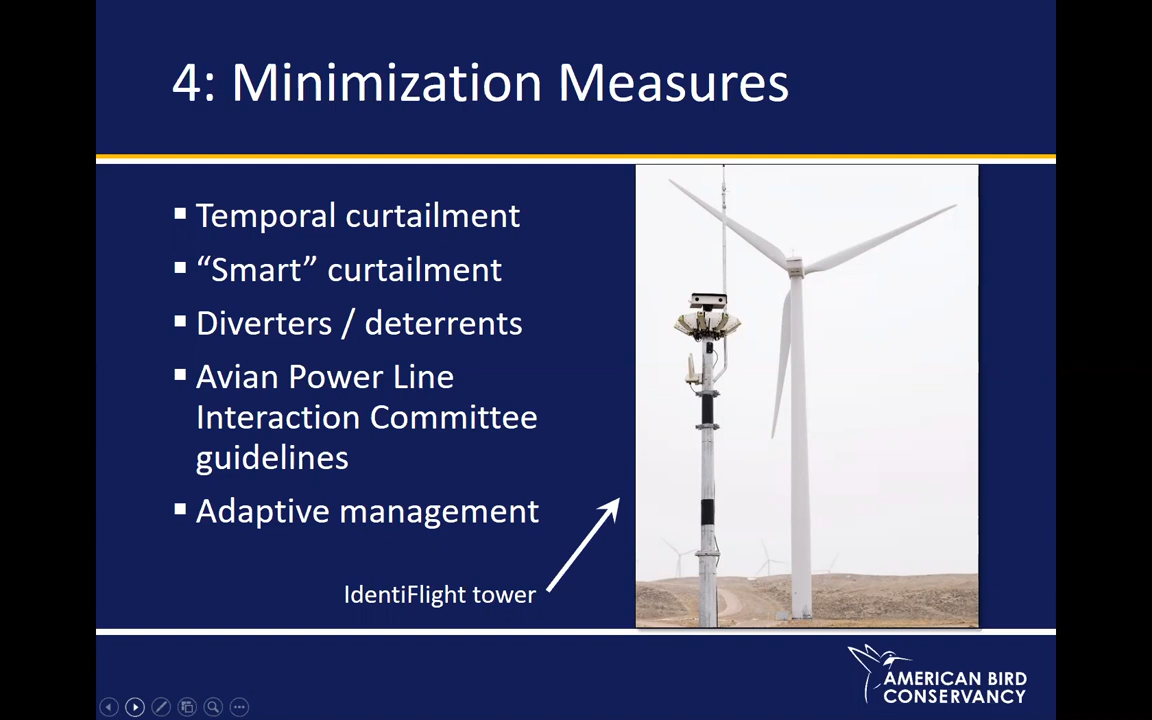 4: Minimization Measures
Temporal curtailment
“Smart” curtailment
Diverters / deterrents
Avian Power Line
Interaction Committee
guidelines
Adaptive management
IdentiFlight tower
AMERICAN BIRD
CONSERVANCY